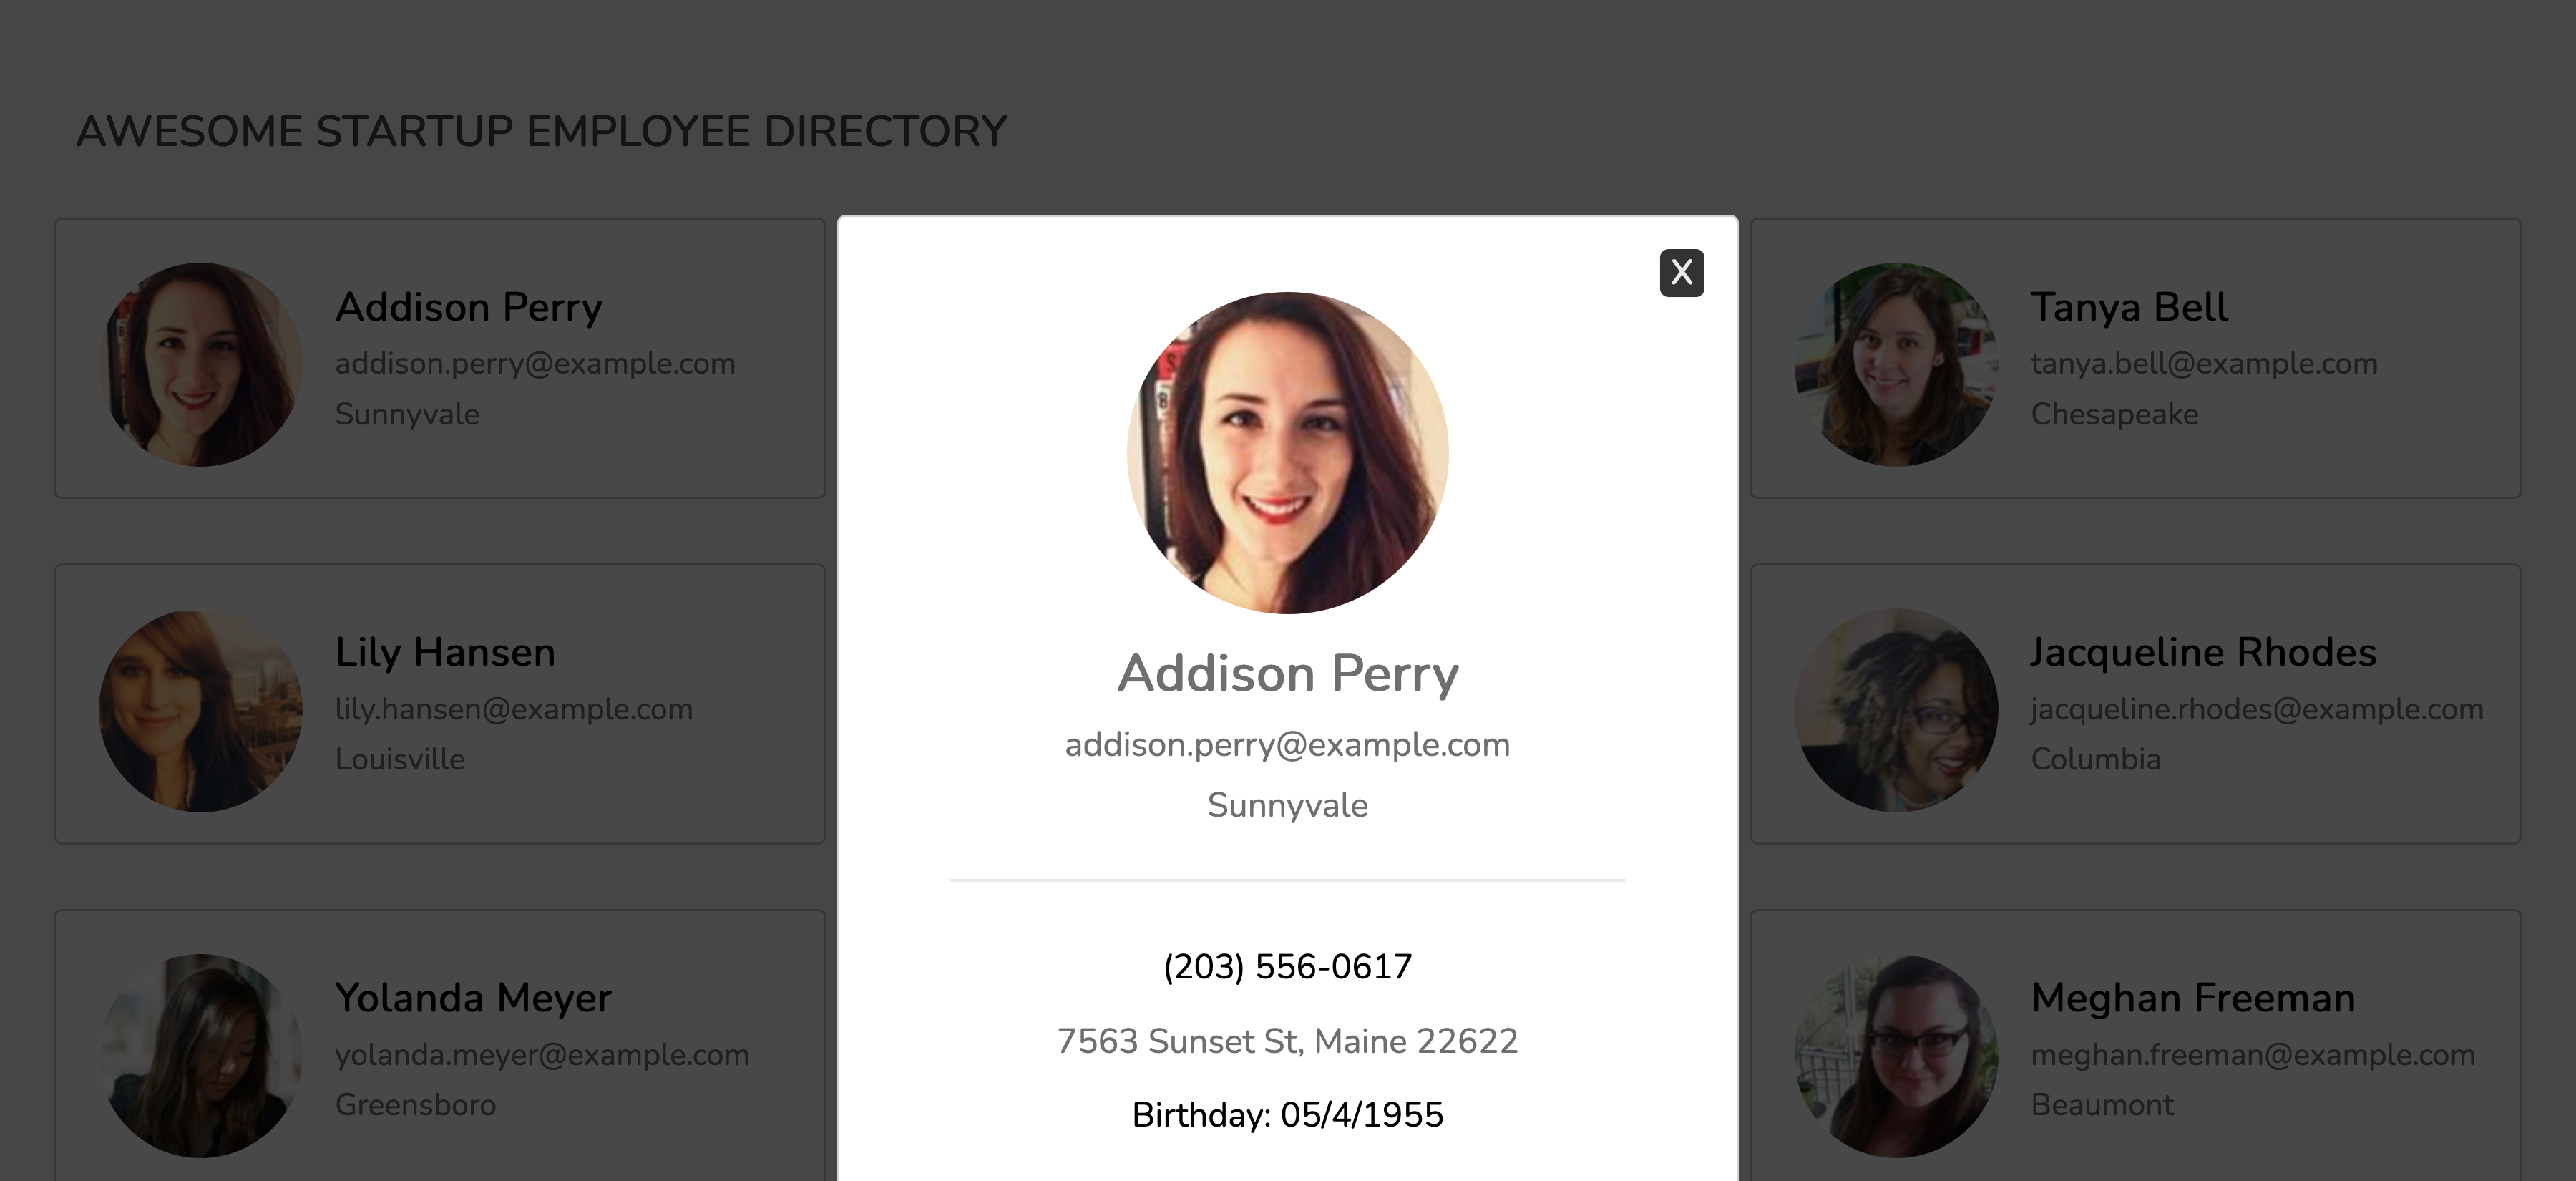 AWESOME STARTUP EMPLOYEE DIRECTORY
Addison Perry
addison.perry@example.com
Sunnyvale
Lily Hansen
lily.hansen@example.com
Louisville
Yolanda Meyer
yolanda.meyer@example.com
Greensboro
X
Addison Perry
addison.perry@example.com
Sunnyvale
(203) 556-0617
7563 Sunset St, Maine 22622
Birthday: 05/4/1955
Tanya Bell
tanya.bell@example.com
Chesapeake
Jacqueline Rhodes
jacqueline.rhodes@example.com
Columbia
Meghan Freeman
meghan.freeman@example.com
Beaumont